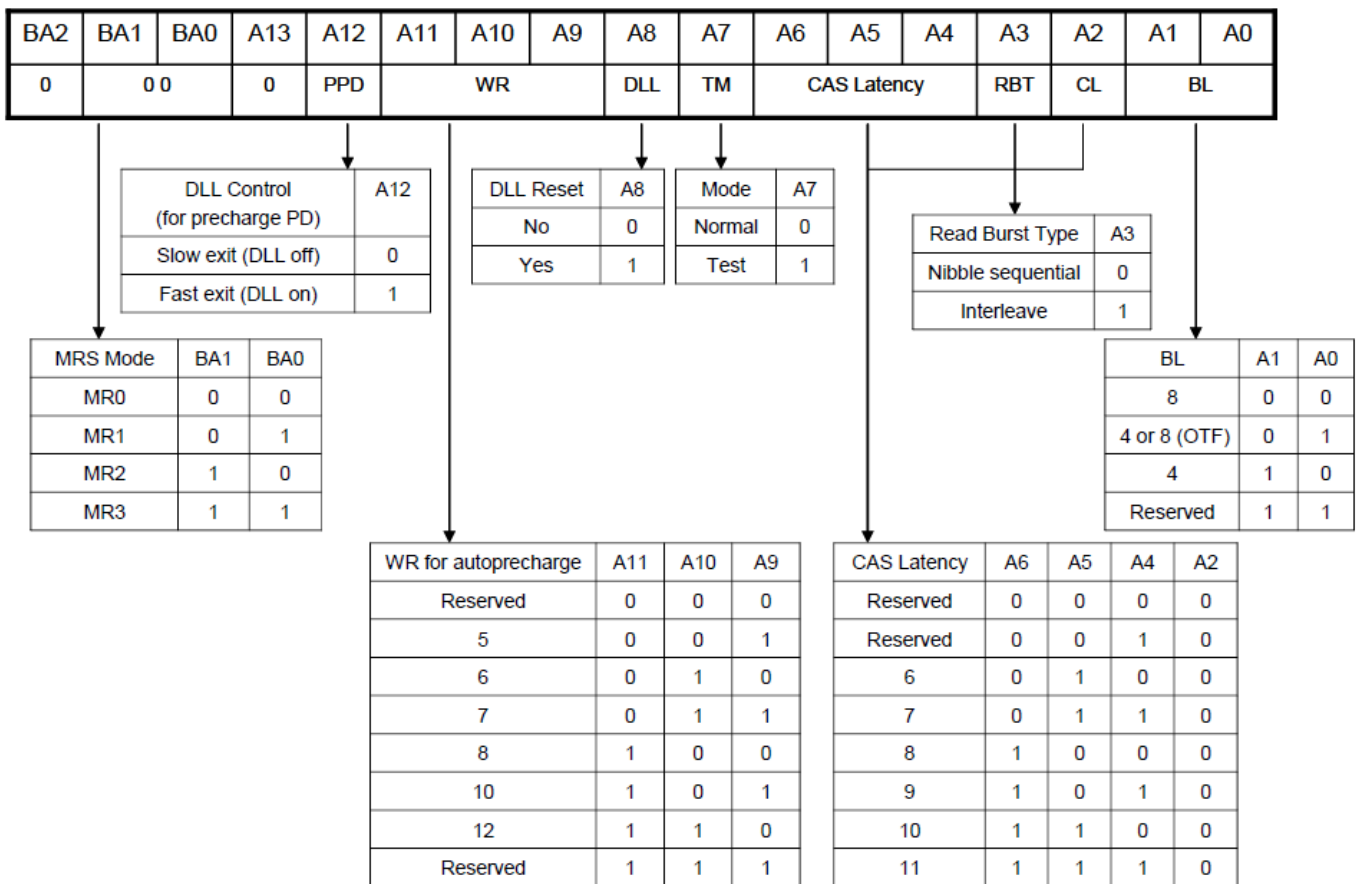 BA2 BA1 BA0 A13 A12 A11 A10 A9 A8 A7 A6 A5 A4 A3 A2 A1 A0
0 0 0 0 PPD WR DLL TM CAS Latency RBT CL BL
DLL Control A12
(for precharge PD)
Slow exit (DLL off) 0
Fast exit (DLL on) 1
DLL Reset A8
No 0
Yes 1
Mode A7
Normal 0
Test 1
Read Burst Type A3
Nibble sequential 0
Interleave 1
MRS Mode BA1 BA0
MR0 0 0
MR1 0 1
MR2 1 0
MR3 1 1
BL A1 A0
8 0 0
4 or 8 (OTF) 0 1
4 1 0
Reserved 1 1
WR for autoprecharge A11 A10 A9
Reserved 0 0 0
5 0 0 1
6 0 1 0
7 0 1 1
8 1 0 0
10 1 0 1
12 1 1 0
Reserved 1 1 1
CAS Latency A6 A5 A4 A2
Reserved 0 0 0 0
Reserved 0 0 1 0
6 0 1 0 0
7 0 1 1 0
8 1 0 0 0
9 1 0 1 0
10 1 1 0 0
11 1 1 1 0